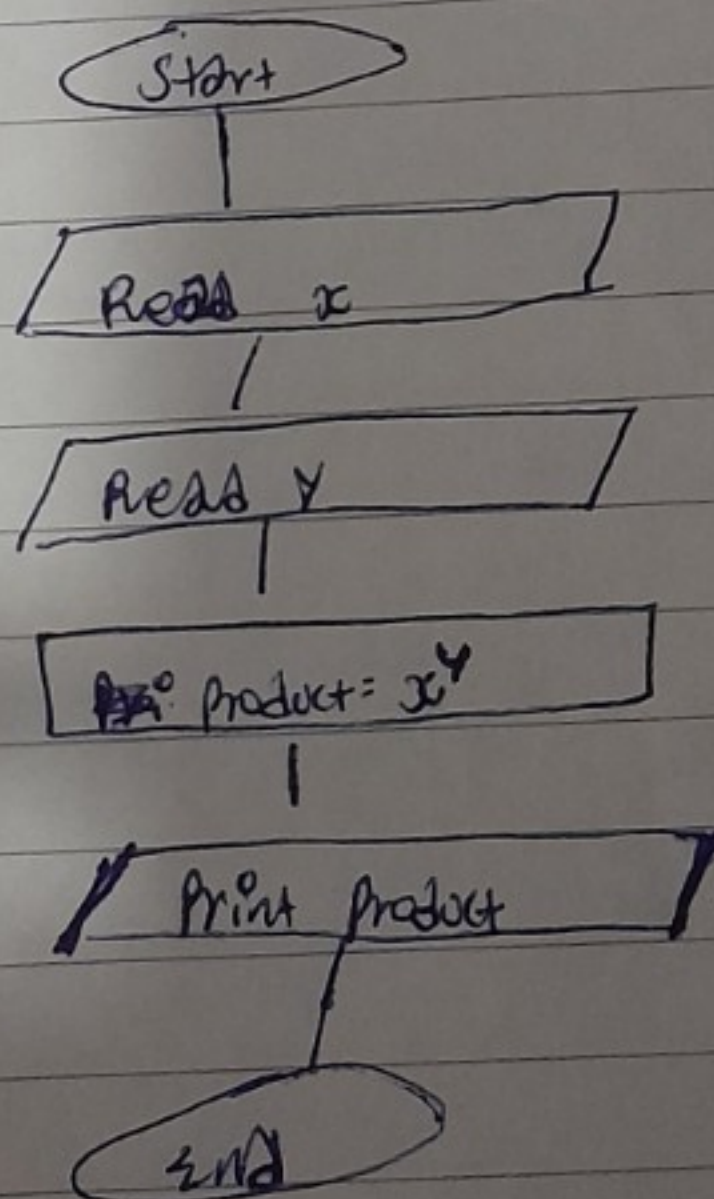 Start
Read x
Read y
product = x^y
Print product
End